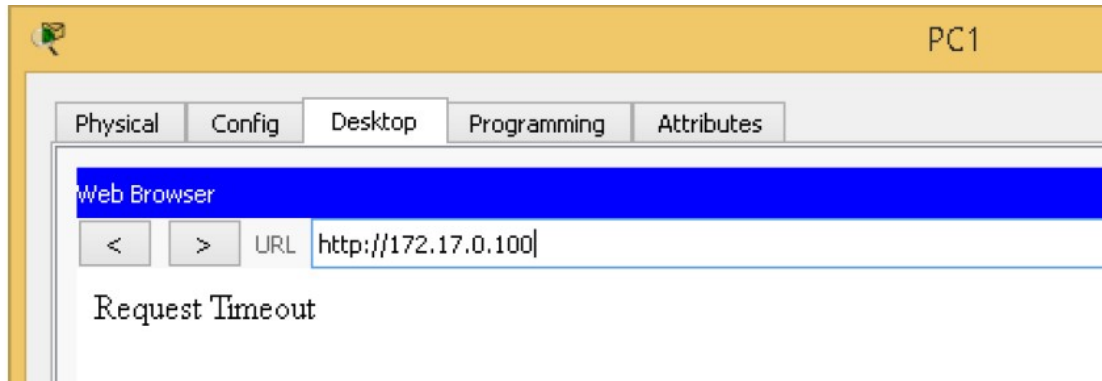 PC1
Physical Config Desktop Programming Attributes
Web Browser
< > URL http://172.17.0.100
Request Timeout